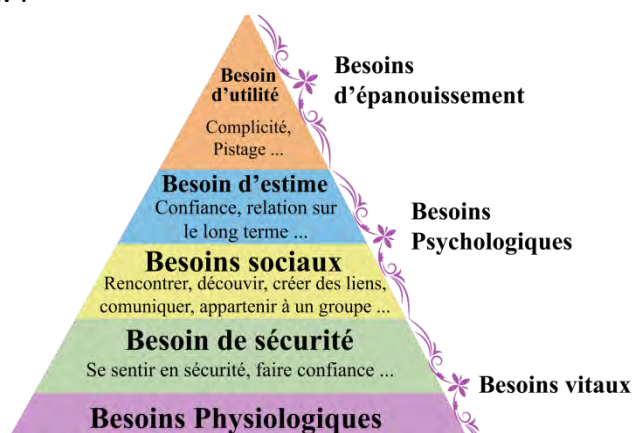 Besoin
d'utilité
Complicité,
Pistage ...
Besoins
d'épanouissement
Besoin d'estime
Confiance, relation sur
le long terme ...
Besoins
Psychologiques
Besoins sociaux
Rencontrer, découvir, créer des liens,
comuniquer, appartenir à un groupe ...
Besoin de sécurité
Se sentir en sécurité, faire confiance ...
Besoins vitaux
Besoins Physiologiques